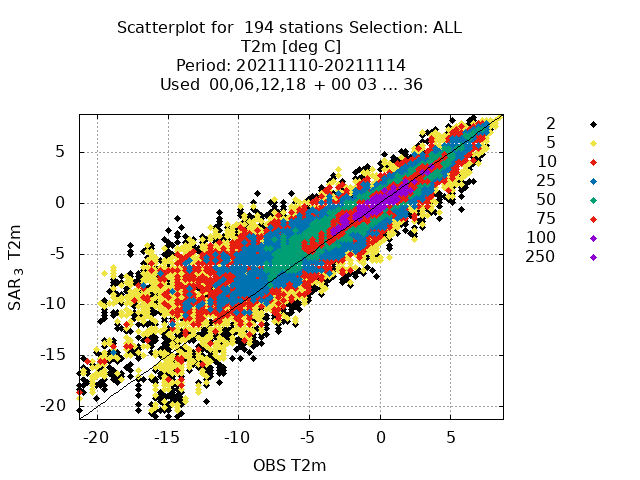 Scatterplot for 194 stations Selection: ALL
T2m [deg C]
Period: 20211110-20211114
Used 00,06,12,18 + 00 03 ... 36
2
5
10
25
50
75
100
250
5
0
-5
-10
-15
-20
SAR3 T2m
-20 -15 -10 -5 0 5
OBS T2m